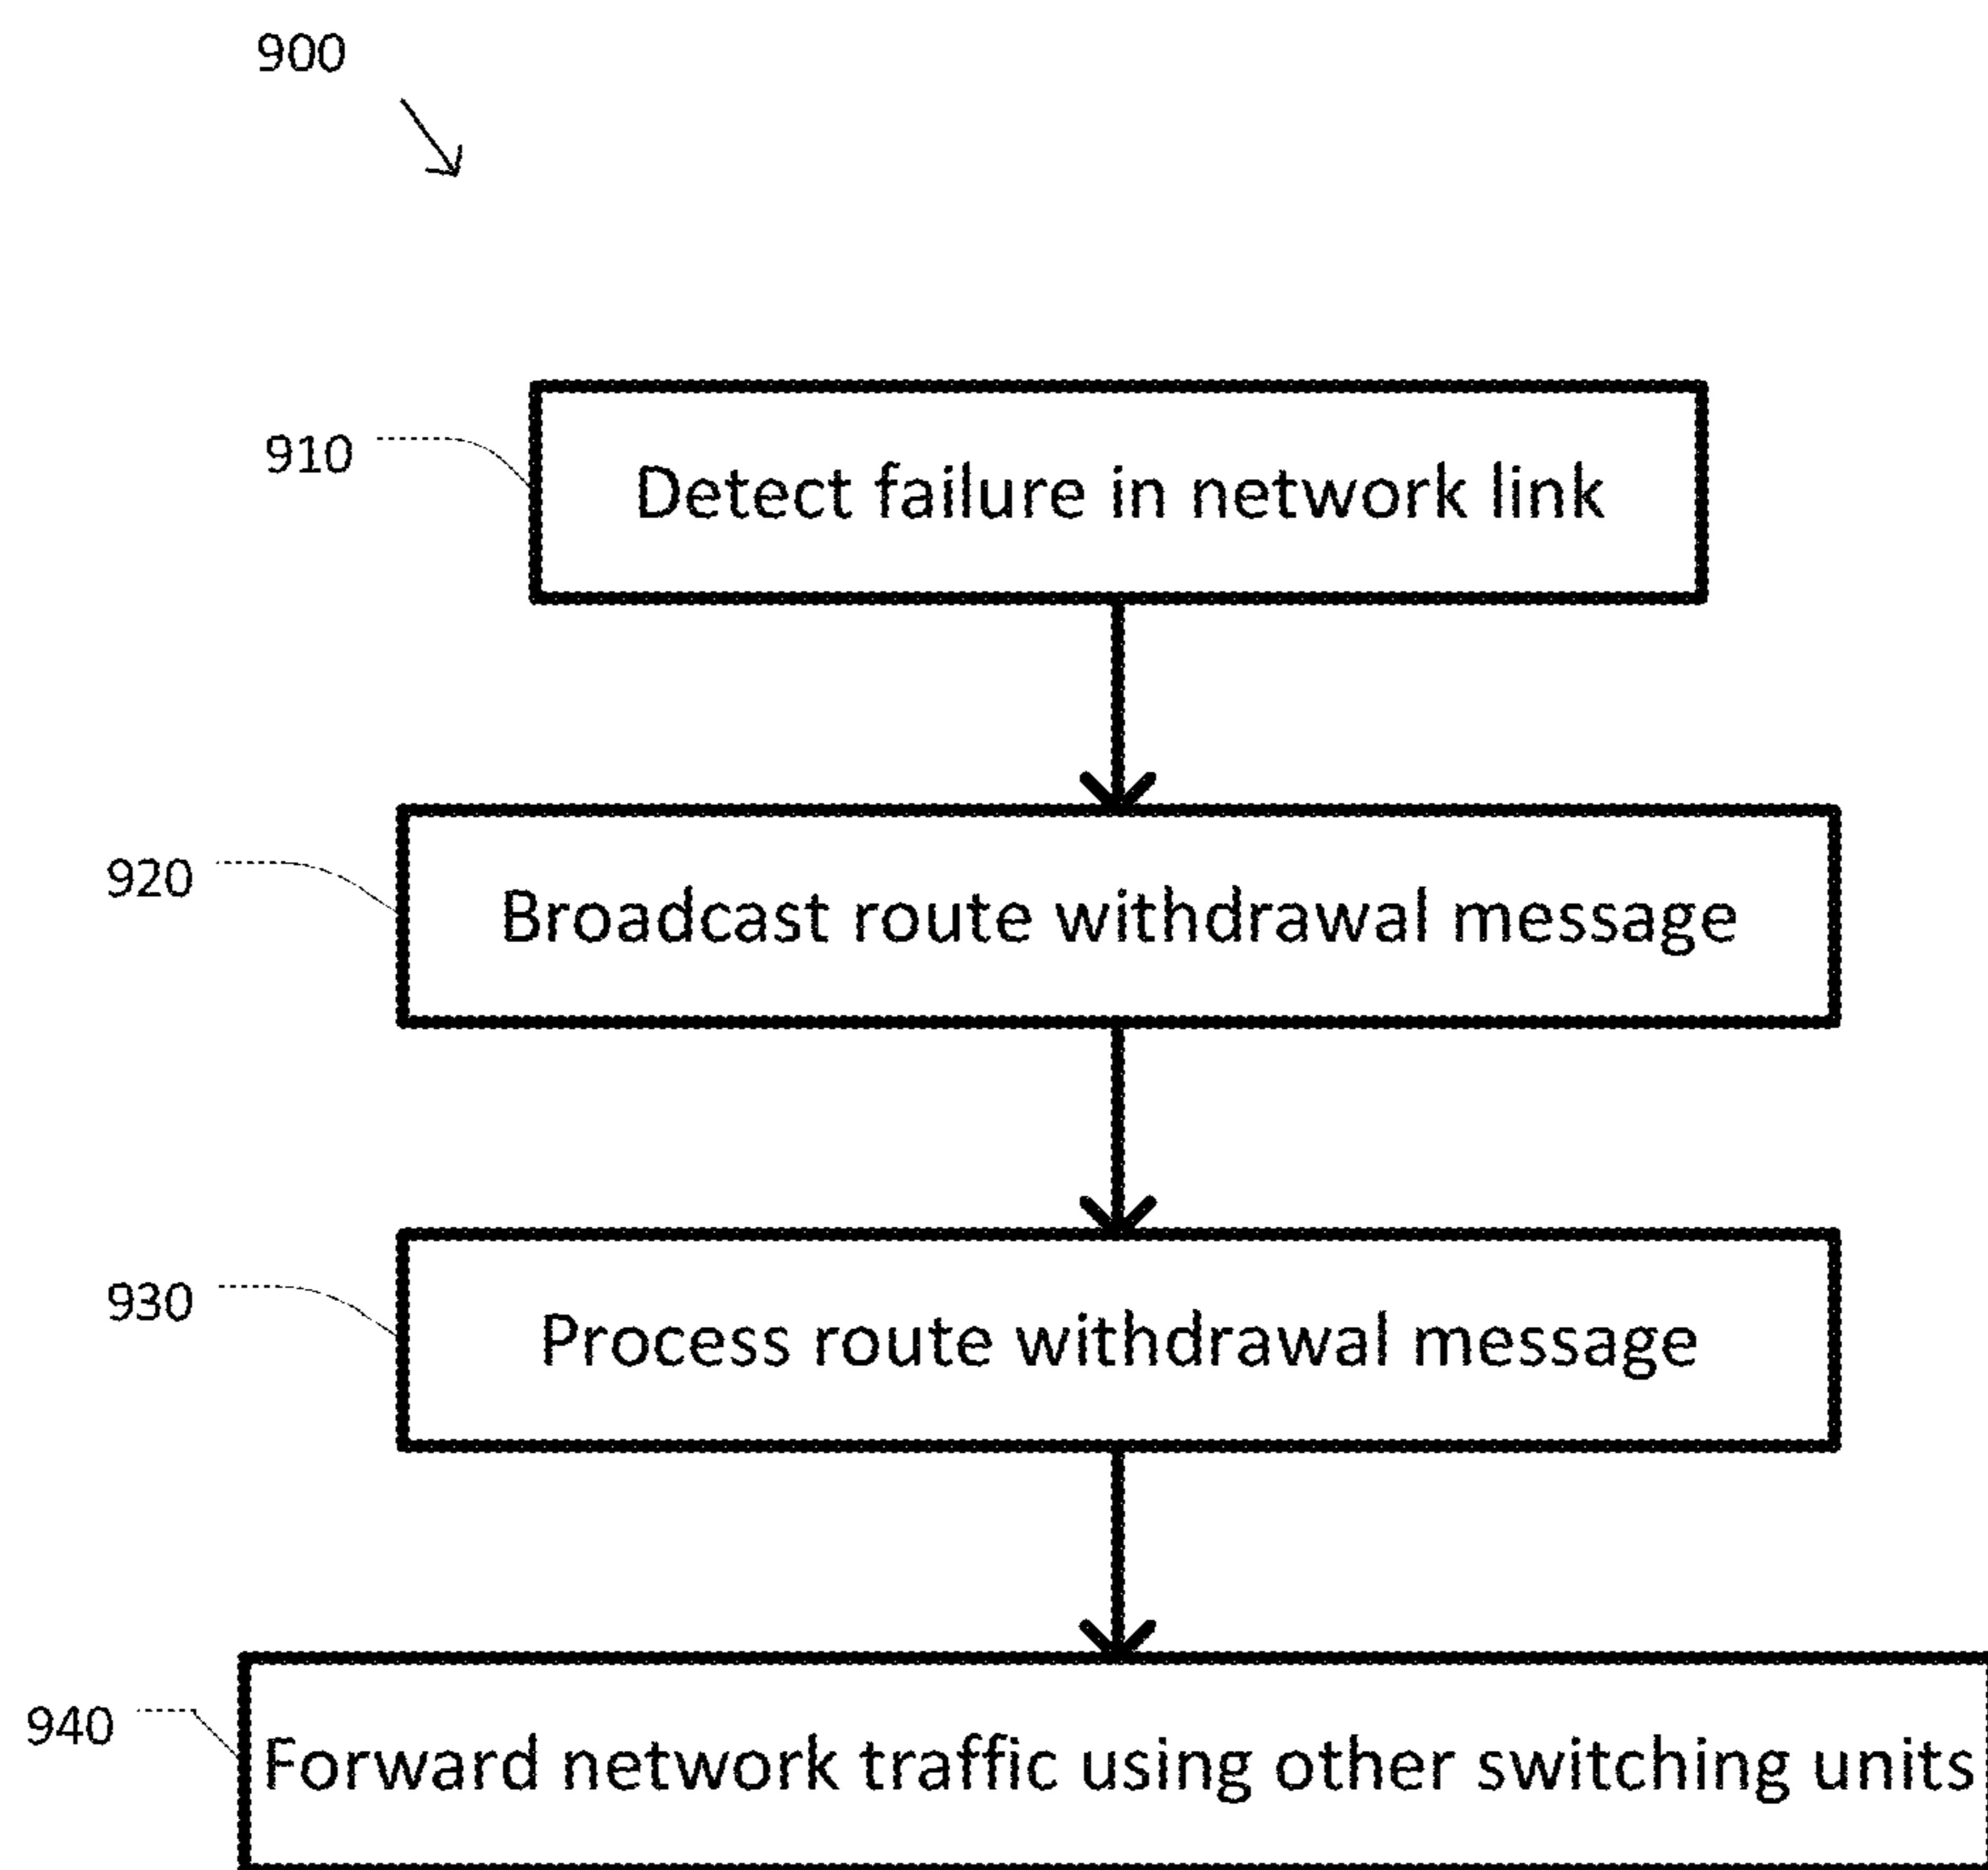 900
910
Detect failure in network link
920
Broadcast route withdrawal message
930
Process route withdrawal message
940
Forward network traffic using other switching units